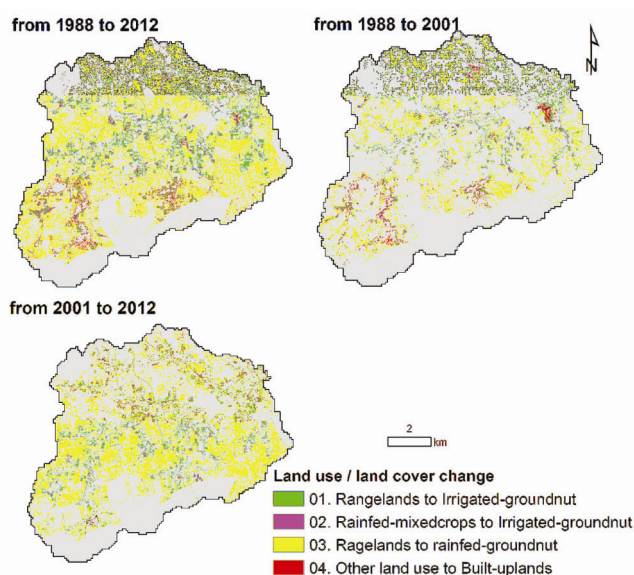 from 1988 to 2012
from 1988 to 2001
N
from 2001 to 2012
2
km
Land use / land cover change
01. Rangelands to Irrigated-groundnut
02. Rainfed-mixedcrops to Irrigated-groundnut
03. Ragelands to rainfed-groundnut
04. Other land use to Built-uplands